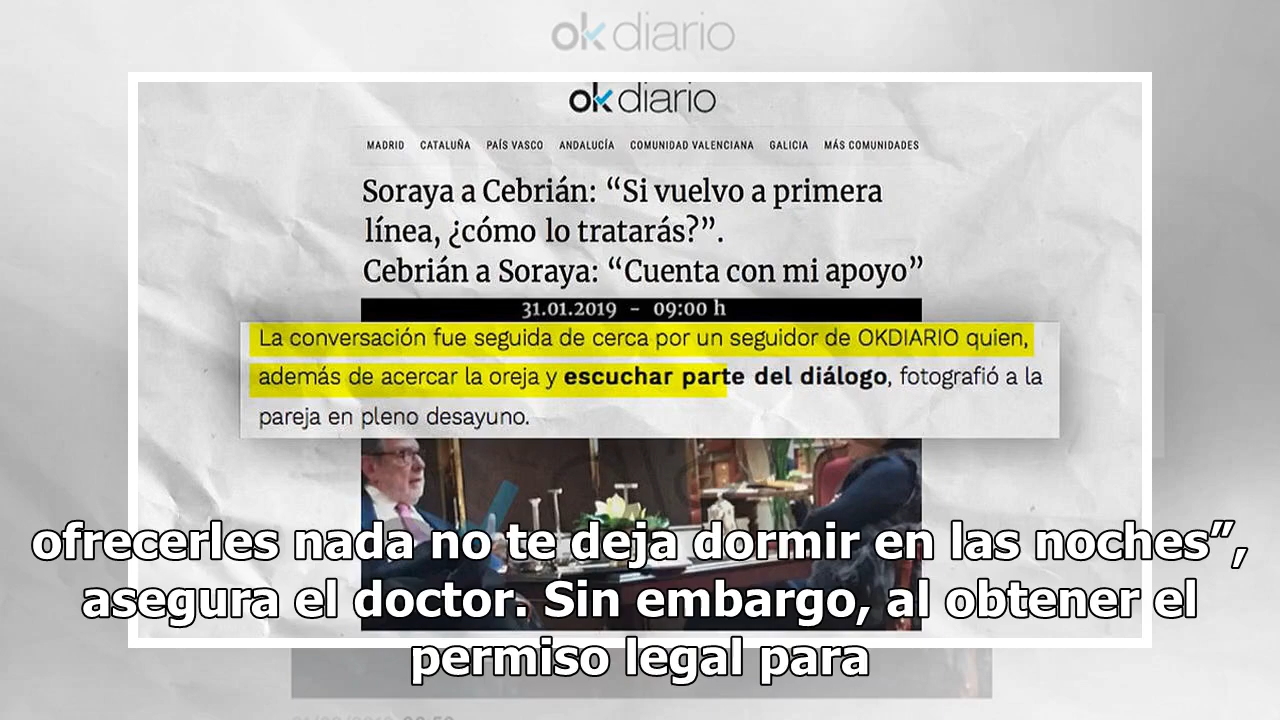 ok diario
ok diario
MADRID CATALUÑA PAÍS VASCO ANDALUCÍA COMUNIDAD VALENCIANA GALICIA MÁS COMUNIDADES
Soraya a Cebrián: “Si vuelvo a primera
línea, ¿cómo lo tratarás?”.
Cebrián a Soraya: “Cuenta con mi apoyo”
31.01.2019 - 09:00 h
La conversación fue seguida de cerca por un seguidor de OKDIARIO quien,
además de acercar la oreja y escuchar parte del diálogo, fotografió a la
pareja en pleno desayuno.
ofrecerles nada no te deja dormir en las noches”,
asegura el doctor. Sin embargo, al obtener el
permiso legal para